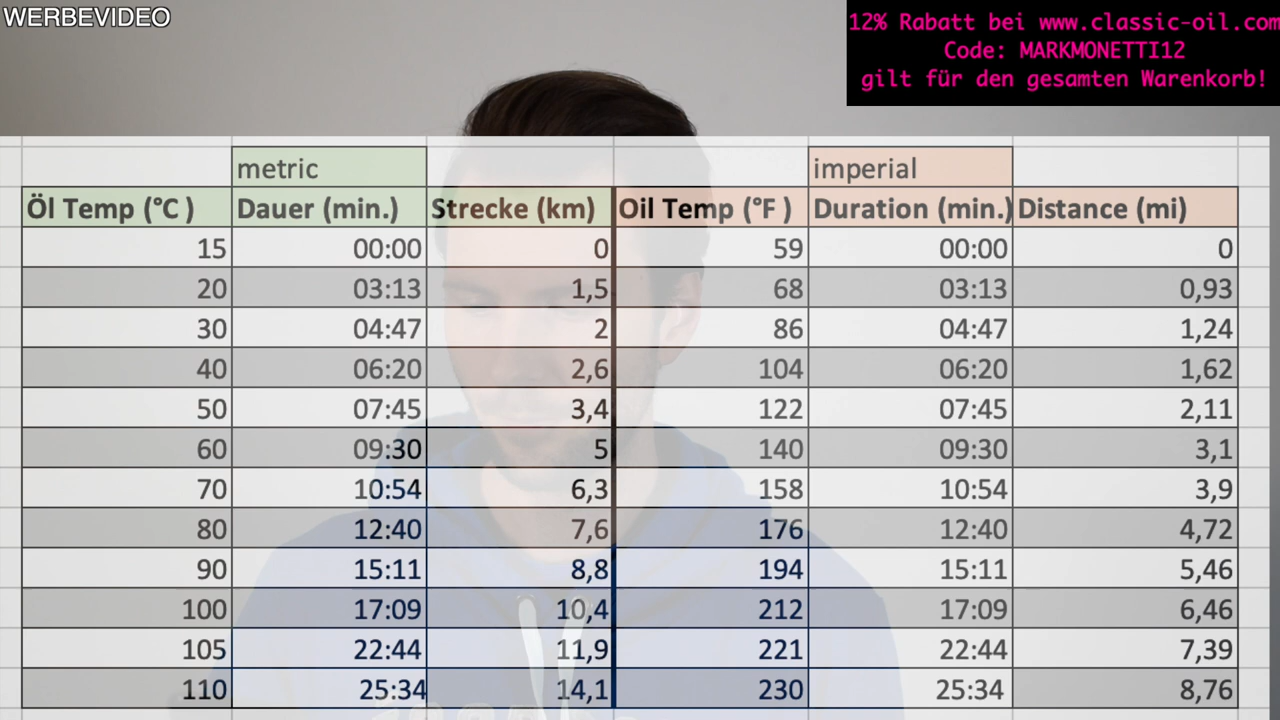 WERBEVIDEO
12% Rabatt bei www.classic-oil.com
Code: MARKMONETTI12
gilt für den gesamten Warenkorb!
metric imperial
Öl Temp (°C ) Dauer (min.) Strecke (km) Oil Temp (°F ) Duration (min.) Distance (mi)
15 00:00 0 59 00:00 0
20 03:13 1,5 68 03:13 0,93
30 04:47 2 86 04:47 1,24
40 06:20 2,6 104 06:20 1,62
50 07:45 3,4 122 07:45 2,11
60 09:30 5 140 09:30 3,1
70 10:54 6,3 158 10:54 3,9
80 12:40 7,6 176 12:40 4,72
90 15:11 8,8 194 15:11 5,46
100 17:09 10,4 212 17:09 6,46
105 22:44 11,9 221 22:44 7,39
110 25:34 14,1 230 25:34 8,76